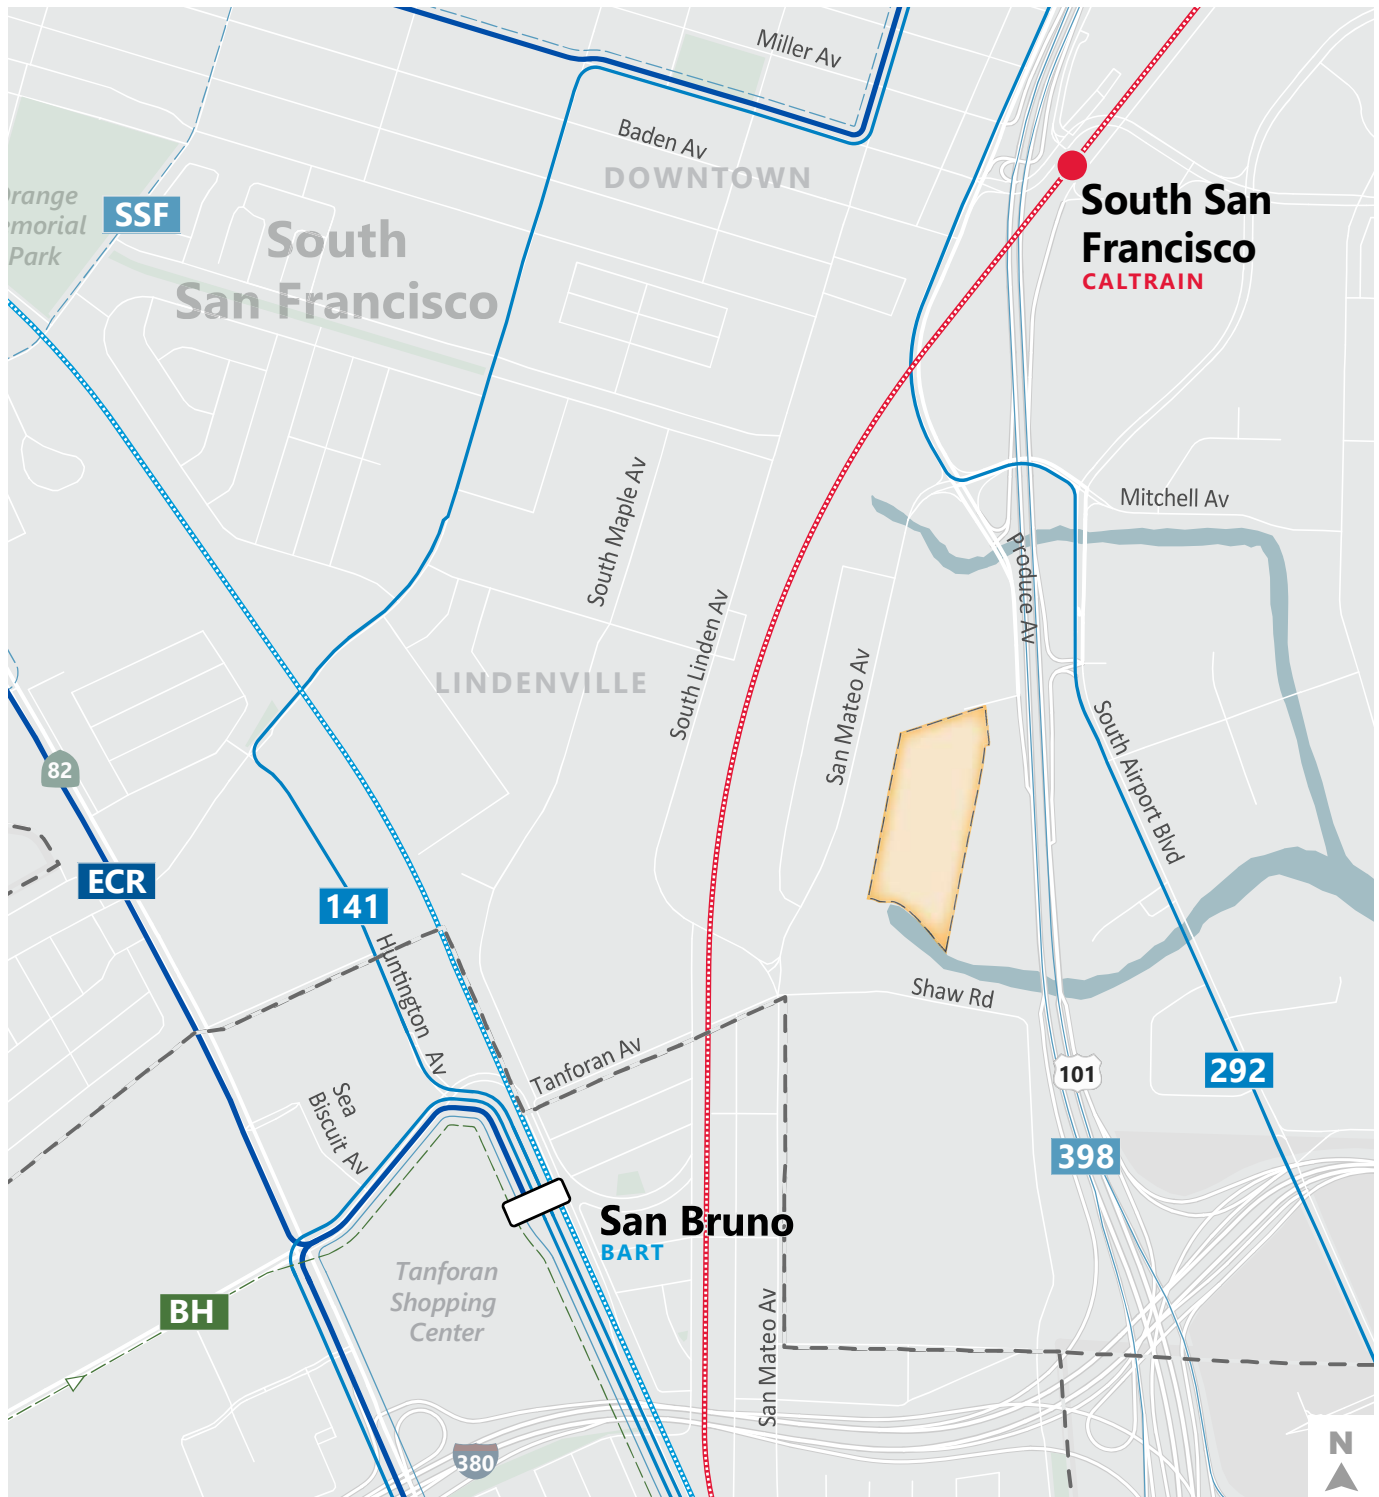 Miller Av
Baden Av
DOWNTOWN
Orange
Memorial
Park
SSF
South
San Francisco
South San
Francisco
CALTRAIN
South Maple Av
Mitchell Av
Produce Av
South Linden Av
San Mateo Av
LINDENVILLE
South Airport Blvd
82
ECR
141
Huntington Av
Shaw Rd
Tanforan Av
101
292
Sea
Biscuit Av
398
San Bruno
BART
Tanforan
Shopping
Center
BH
San Mateo Av
380
N